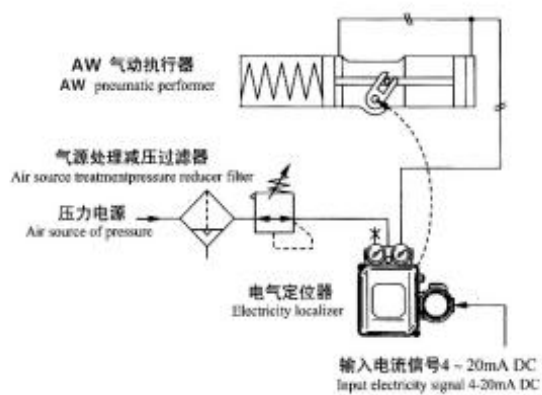 AW 气动执行器
AW pneumatic performer
气源处理减压过滤器
Air source treatmentpressure reducer filter
压力电源
Air source of pressure
电气定位器
Electricity localizer
输入电流信号4～20mA DC
Input electricity signal 4-20mA DC